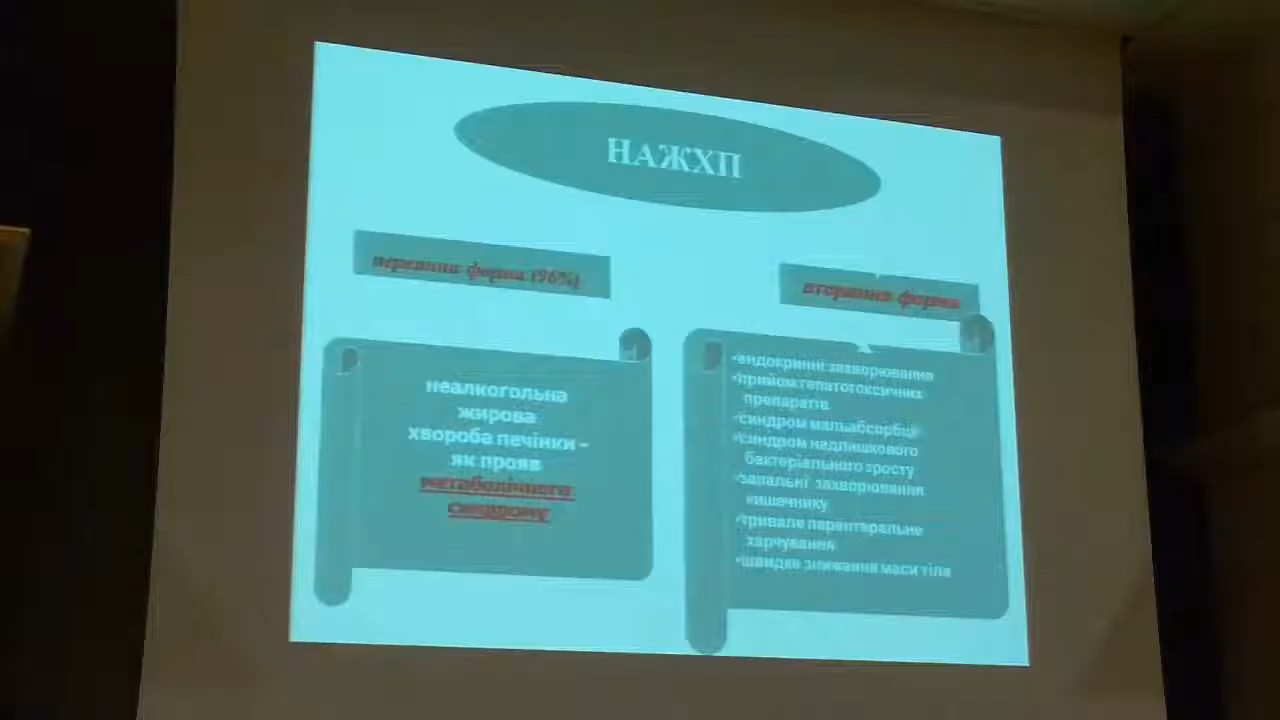 НАЖХП
первинна форма (96%)
вторинна форма
неалкогольна
жирова
хвороба печінки –
як прояв
метаболічного
синдрому
•ендокринні захворювання
•прийом гепатотоксичних
препаратів
•синдром мальабсорбції
•синдром надлишкового
бактеріального зросту
•запальні захворювання
кишечнику
•тривале парентеральне
харчування
•швидке зниження маси тіла